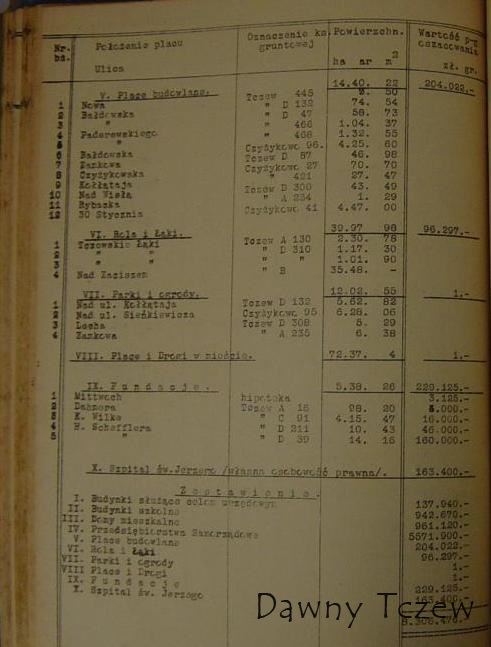 Nr. bż. Położenie placu Ulica Oznaczenie ks. gruntowej Powierzchn. ha ar m2 Wartość p-g oszacowania zł. gr.
V. Place budowlane. 14.40. 22 204.022.-
1 Nowa Tczew 445 50
2 Bałdowska " D 132 74. 54
3 " " D 47 58. 73
4 Paderewskiego " 466 1.04. 37
5 " " 468 1.32. 55
6 Bałdowska Czyżykowo 96. 4.25. 60
7 Zamkowa Tczew D 87 46. 98
8 Czyżykowska Czyżykowo 27 70. 70
9 Kołłątaja " 421 27. 47
10 Nad Wisłą Tczew D 300 43. 49
11 Rybacka " A 234 1. 29
12 30 Stycznia Czyżykowo 41 4.47. 00
VI. Rola i Łąki. 39.97 98 96.297.-
1 Tczewskie Łąki Tczew A 130 2.30. 78
2 " " " D 310 1.17. 30
3 " " " " 1.01. 90
4 Nad Zaciszem " B 35.48. -
VII. Parki i ogrody. 12.02. 55 1.-
1 Nad ul. Kołłątaja Tczew D 132 5.62. 82
2 Nad ul. Sienkiewicza Czyżykowo 95 6.28. 06
3 Locha Tczew D 308 5. 29
4 Zamkowa " A 235 6. 38
VIII. Place i Drogi w mieście. 72.37. 4 1.-
IX. Fundacje. 5.38. 26 229.125.-
1 Mittwoch hipoteka 3.125.-
2 Dahmera Tczew A 16 98. 20 5.000.-
3 K. Wilke " C 91 4.15. 47 16.000.-
4 H. Schefflera " D 211 10. 43 46.000.-
5 " " D 39 14. 16 160.000.-
X. Szpital św.Jerzego /własna osobowość prawna/. 163.400.-
Zestawienie.
I. Budynki służące celom urzędowym 137.940.-
II. Budynki szkolne 942.670.-
III. Domy mieszkalne 961.120.-
IV. Przedsiębiorstwa Samorządowe 5571.900.-
V. Place budowlane 204.022.-
VI. Rola i Łąki 96.297.-
VII. Parki i ogrody 1.-
VIII Place i Drogi 1.-
IX. Fundacje 229.125.-
X. Szpital św. Jerzego 163.400.-
8.306.476.-
Dawny Tczew